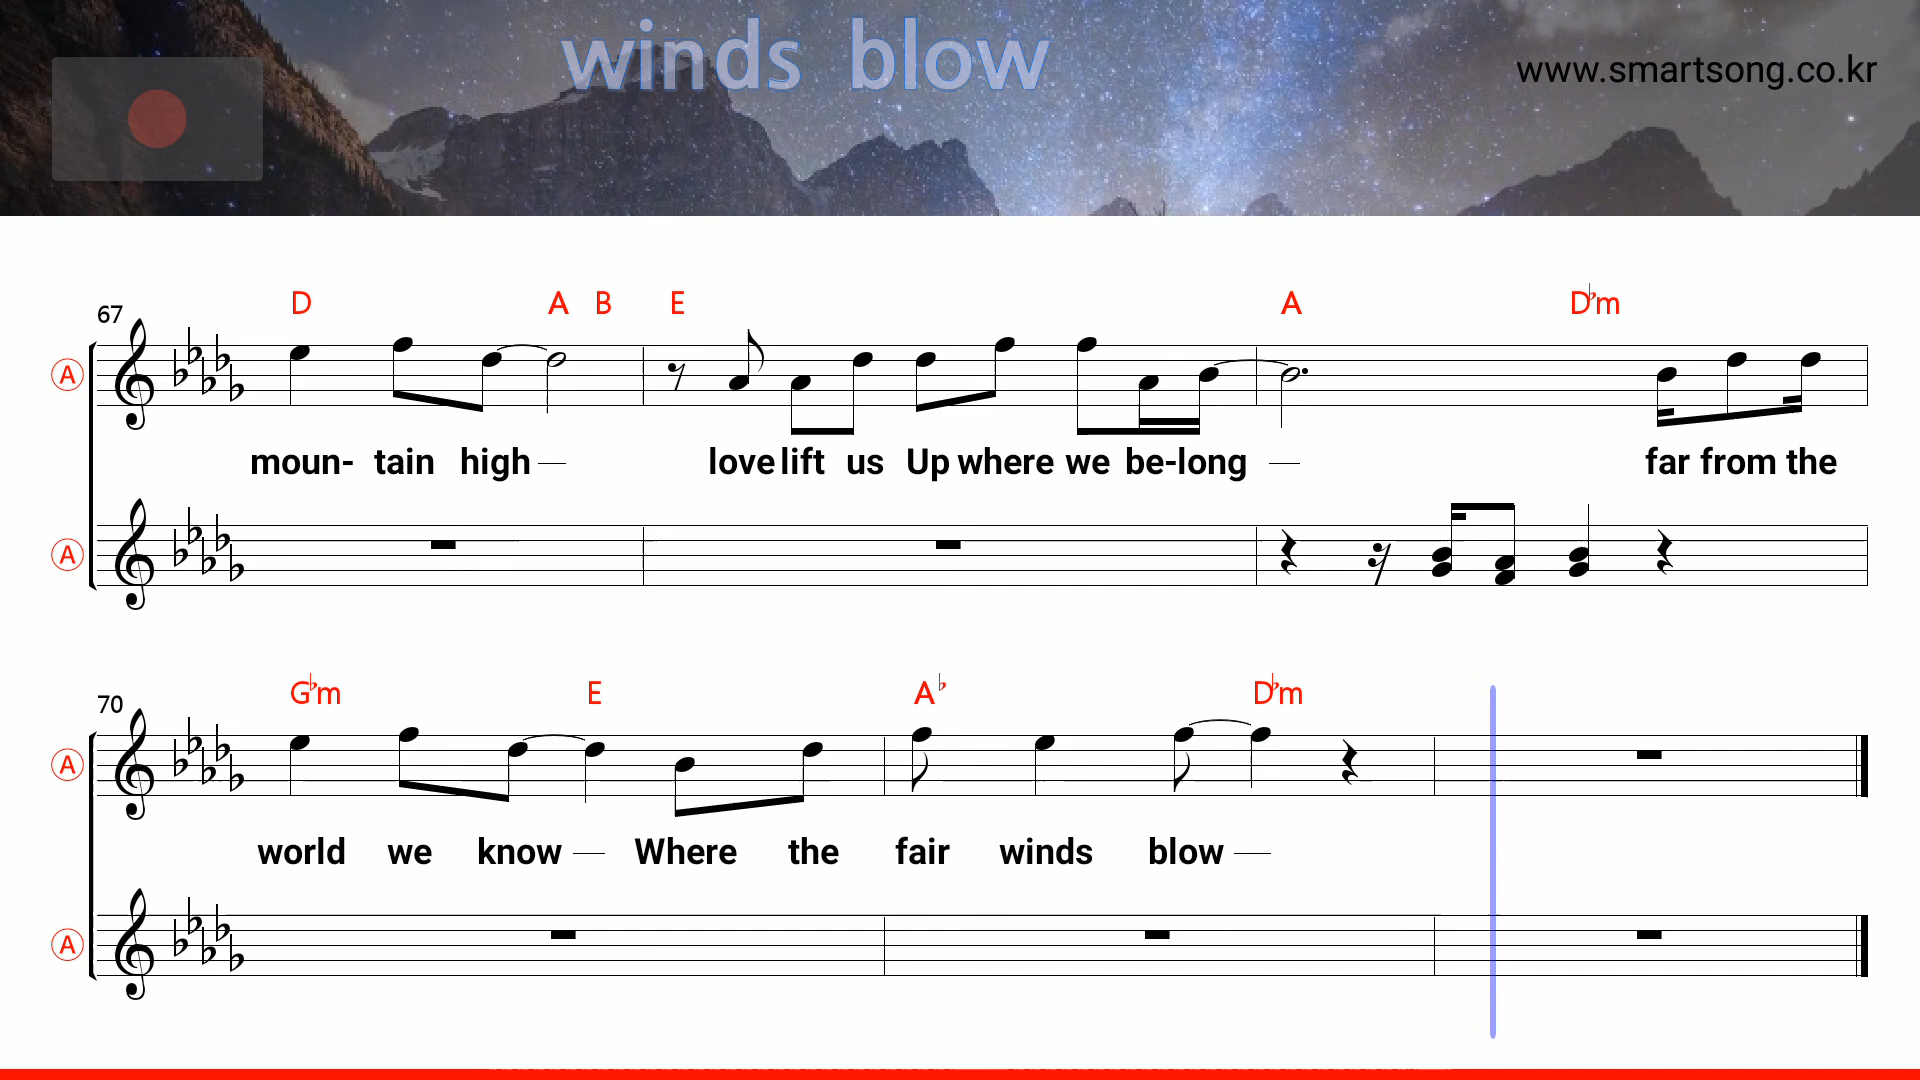 winds blow
www.smartsong.co.kr
67
D A B E A D♭m
A
moun- tain high love lift us Up where we be-long far from the
A
70
G♭m E A♭ D♭m
A
world we know Where the fair winds blow
A